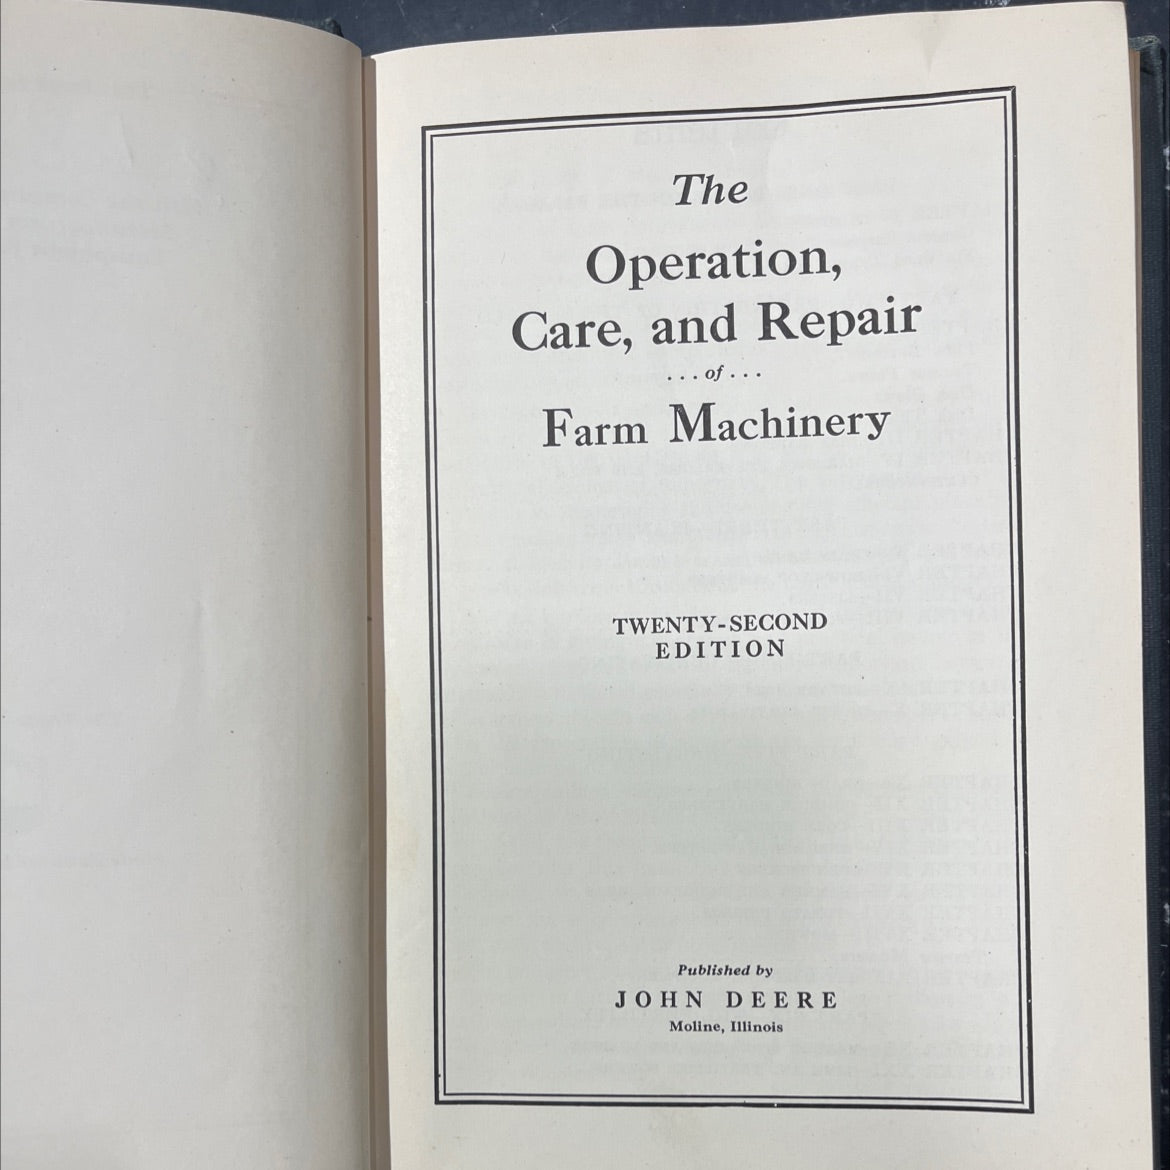 The
Operation,
Care, and Repair
...of...
Farm Machinery
TWENTY-SECOND
EDITION
Published by
JOHN DEERE
Moline, Illinois